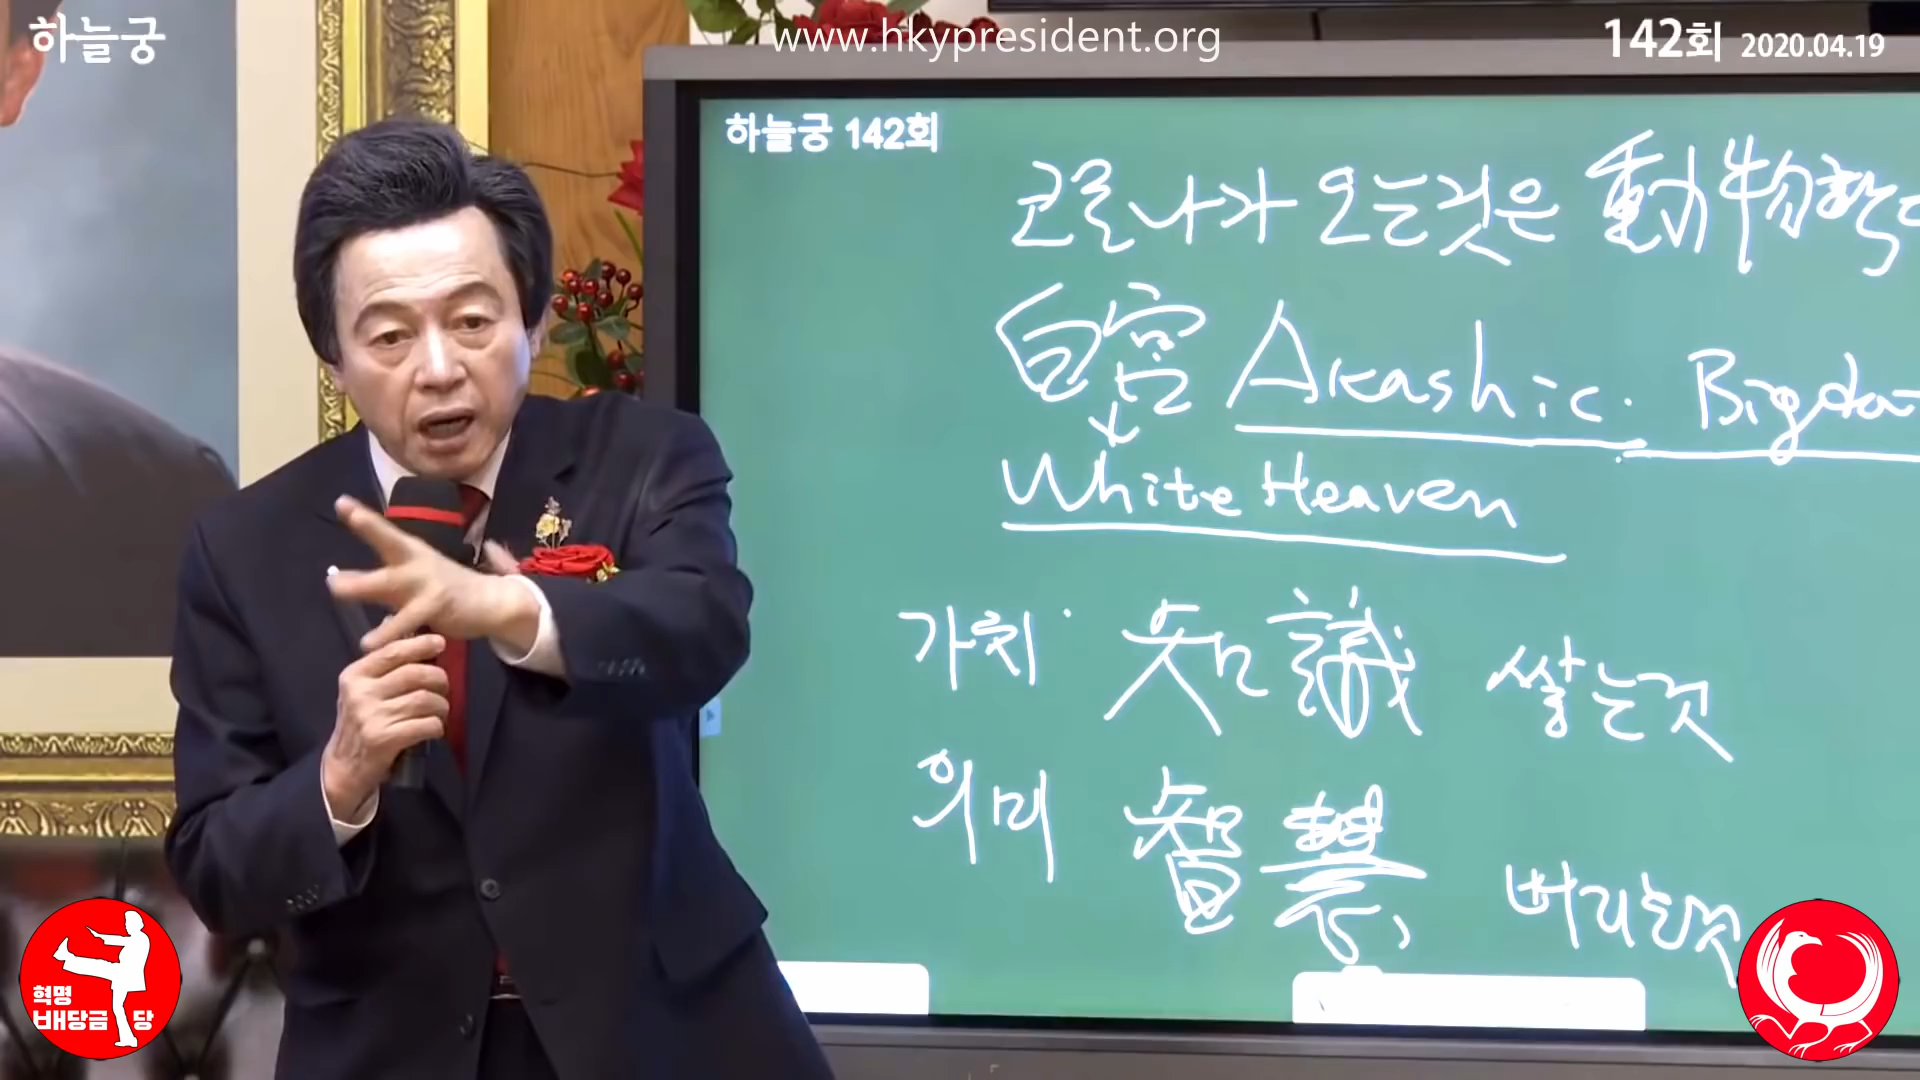 하늘궁
www.hkypresident.org
142회 2020.04.19
하늘궁 142회
코로나가 오는것은 動物
白宮 Akashic. Bigda
White Heaven
가치 知識 쌓는것
의미 智慧 버리는것
혁명
배당금당